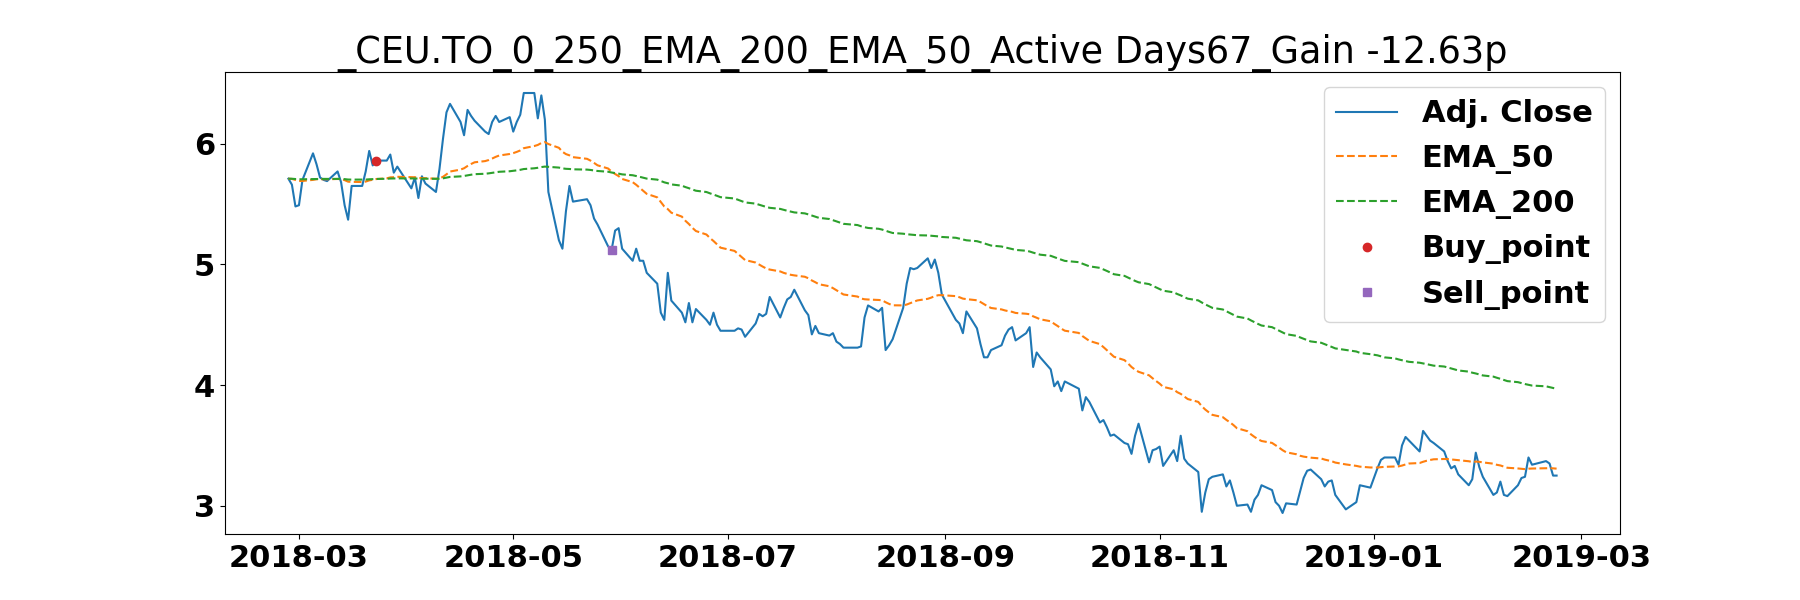 _CEU.TO_0_250_EMA_200_EMA_50_Active Days67_Gain -12.63p
Adj. Close
EMA_50
EMA_200
Buy_point
Sell_point
6
5
4
3
2018-03 2018-05 2018-07 2018-09 2018-11 2019-01 2019-03